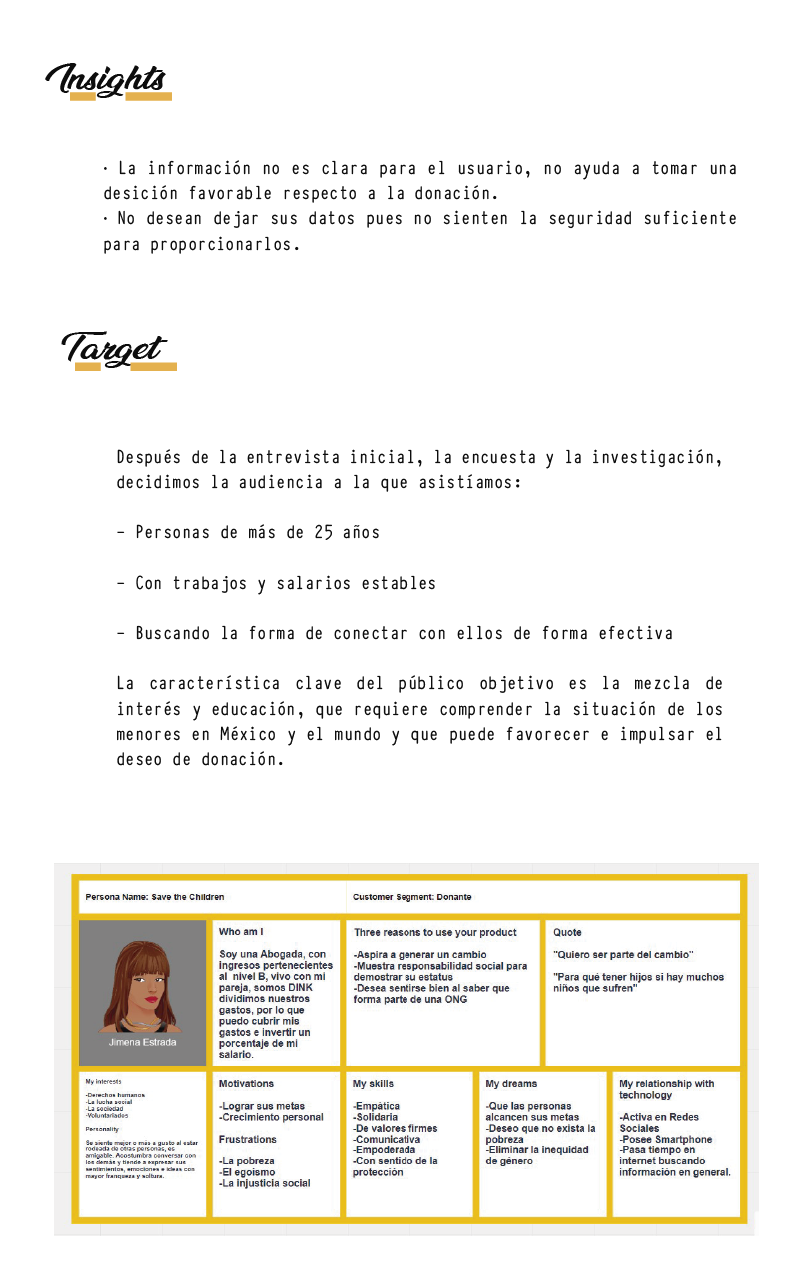 Insights
· La información no es clara para el usuario, no ayuda a tomar una
desición favorable respecto a la donación.
· No desean dejar sus datos pues no sienten la seguridad suficiente
para proporcionarlos.
Target
Después de la entrevista inicial, la encuesta y la investigación,
decidimos la audiencia a la que asistíamos:
- Personas de más de 25 años
- Con trabajos y salarios estables
- Buscando la forma de conectar con ellos de forma efectiva
La característica clave del público objetivo es la mezcla de
interés y educación, que requiere comprender la situación de los
menores en México y el mundo y que puede favorecer e impulsar el
deseo de donación.
Persona Name: Save the Children
Customer Segment: Donante
Jimena Estrada
Who am I
Soy una Abogada, con
ingresos pertenecientes
al nivel B, vivo con mi
pareja, somos DINK
dividimos nuestros
gastos, por lo que
puedo cubrir mis
gastos e invertir un
porcentaje de mi
salario.
Three reasons to use your product
-Aspira a generar un cambio
-Muestra responsabilidad social para
demostrar su estatus
-Desea sentirse bien al saber que
forma parte de una ONG
Quote
"Quiero ser parte del cambio"
"Para qué tener hijos si hay muchos
niños que sufren"
My interests
-Derechos humanos
-La lucha social
-La sociedad
-Voluntariados
Personality
Se siente mejor o más a gusto al estar
rodeada de otras personas, es
amigable. Acostumbra conversar con
los demás y tiende a expresar sus
sentimientos, emociones e ideas con
mayor franqueza y soltura.
Motivations
-Lograr sus metas
-Crecimiento personal
Frustrations
-La pobreza
-El egoismo
-La injusticia social
My skills
-Empática
-Solidaria
-De valores firmes
-Comunicativa
-Empoderada
-Con sentido de la
protección
My dreams
-Que las personas
alcancen sus metas
-Deseo que no exista la
pobreza
-Eliminar la inequidad
de género
My relationship with
technology
-Activa en Redes
Sociales
-Posee Smartphone
-Pasa tiempo en
internet buscando
información en general.